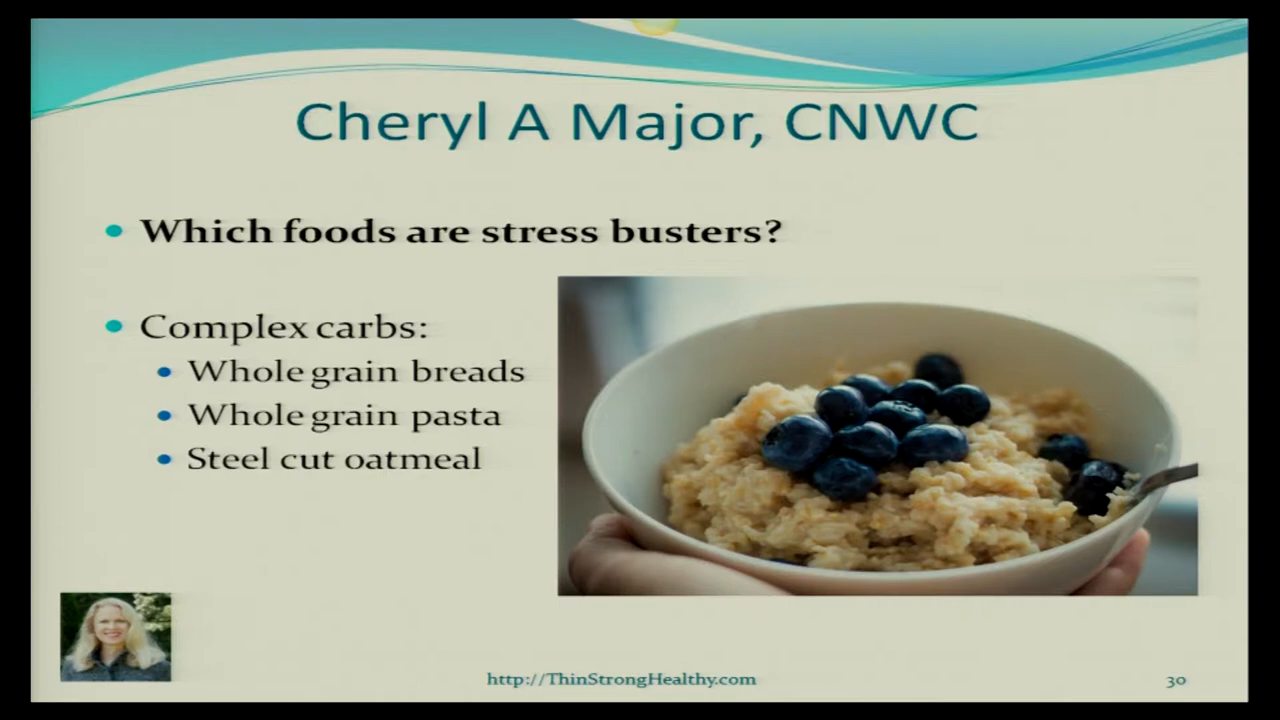 Cheryl A Major, CNWC
Which foods are stress busters?
Complex carbs:
Whole grain breads
Whole grain pasta
Steel cut oatmeal
http://ThinStrongHealthy.com
30